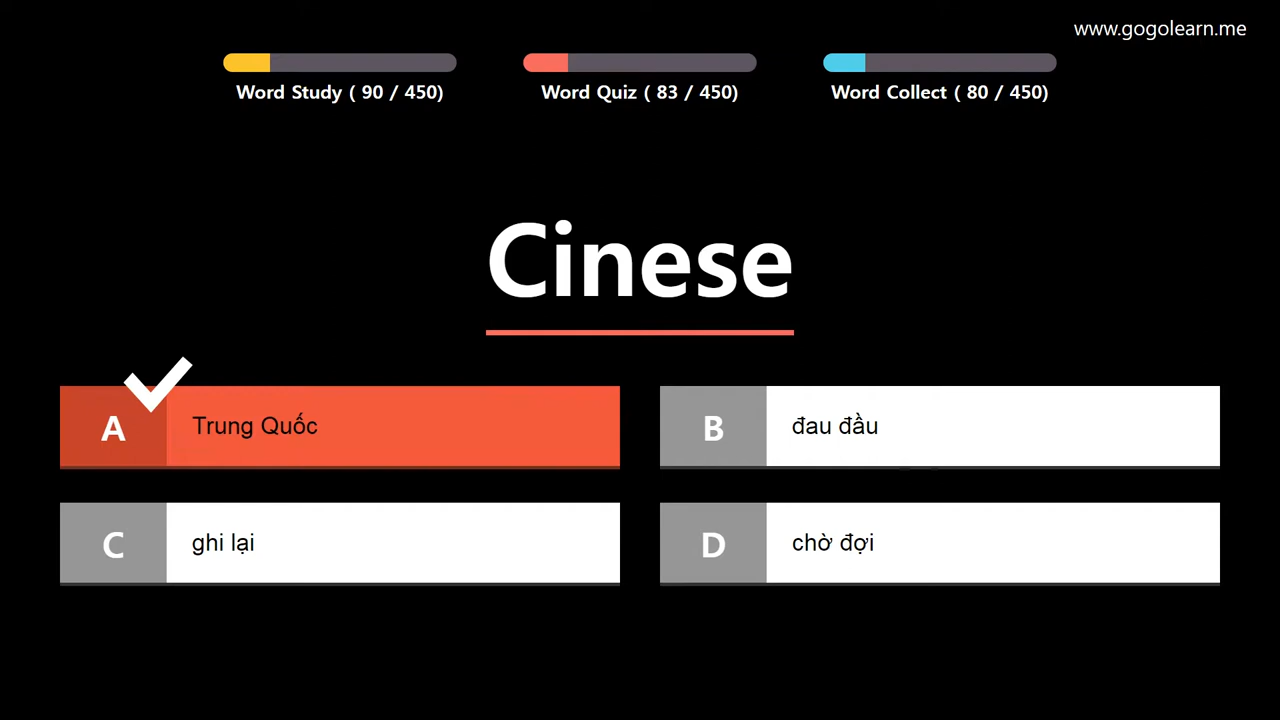 www.gogolearn.me
Word Study ( 90 / 450)
Word Quiz ( 83 / 450)
Word Collect ( 80 / 450)
Cinese
A Trung Quốc
B đau đầu
C ghi lại
D chờ đợi